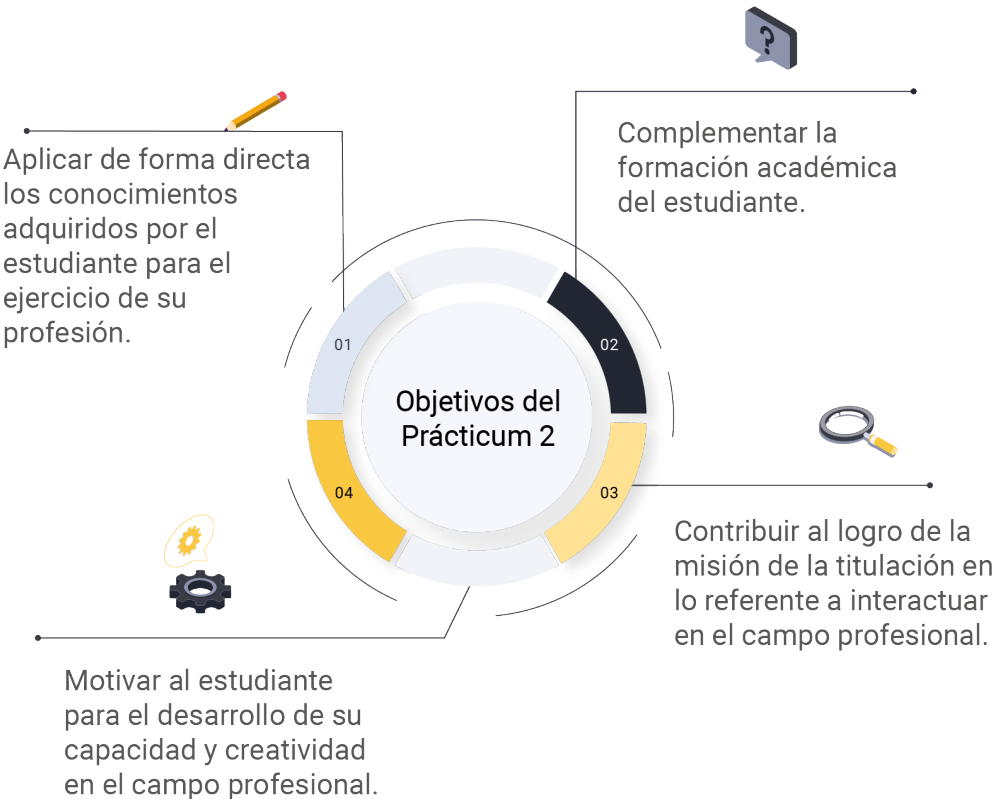 Aplicar de forma directa
los conocimientos
adquiridos por el
estudiante para el
ejercicio de su
profesión.
?
Complementar la
formación académica
del estudiante.
01
02
Objetivos del
Prácticum 2
04
03
Contribuir al logro de la
misión de la titulación en
lo referente a interactuar
en el campo profesional.
Motivar al estudiante
para el desarrollo de su
capacidad y creatividad
en el campo profesional.